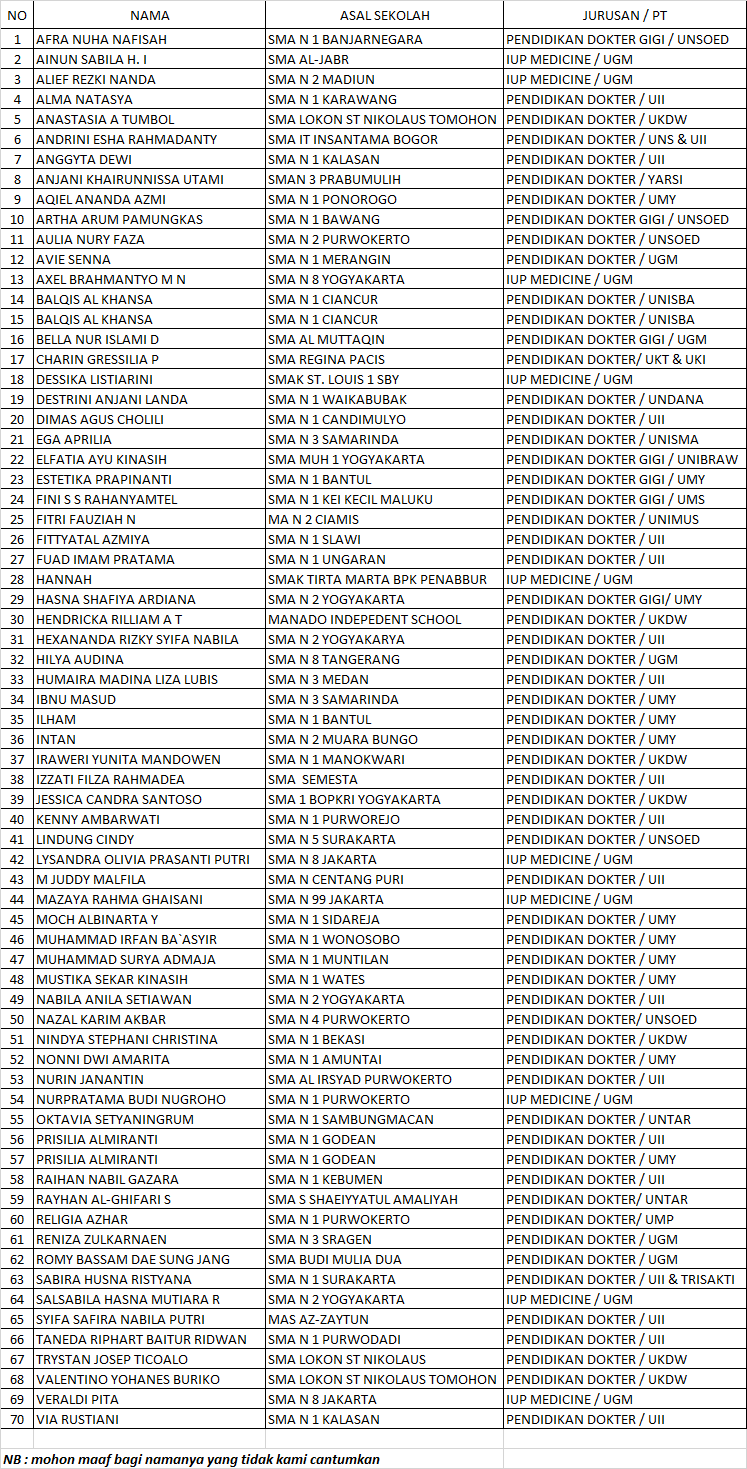 NO NAMA ASAL SEKOLAH JURUSAN / PT
1 AFRA NUHA NAFISAH SMA N 1 BANJARNEGARA PENDIDIKAN DOKTER GIGI / UNSOED
2 AINUN SABILA H. I SMA AL-JABR IUP MEDICINE / UGM
3 ALIEF REZKI NANDA SMA N 2 MADIUN IUP MEDICINE / UGM
4 ALMA NATASYA SMA N 1 KARAWANG PENDIDIKAN DOKTER / UII
5 ANASTASIA A TUMBOL SMA LOKON ST NIKOLAUS TOMOHON PENDIDIKAN DOKTER / UKDW
6 ANDRINI ESHA RAHMADANTY SMA IT INSANTAMA BOGOR PENDIDIKAN DOKTER / UNS & UII
7 ANGGYTA DEWI SMA N 1 KALASAN PENDIDIKAN DOKTER / UII
8 ANJANI KHAIRUNNISSA UTAMI SMAN 3 PRABUMULIH PENDIDIKAN DOKTER / YARSI
9 AQIEL ANANDA AZMI SMA N 1 PONOROGO PENDIDIKAN DOKTER / UMY
10 ARTHA ARUM PAMUNGKAS SMA N 1 BAWANG PENDIDIKAN DOKTER GIGI / UNSOED
11 AULIA NURY FAZA SMA N 2 PURWOKERTO PENDIDIKAN DOKTER / UNSOED
12 AVIE SENNA SMA N 1 MERANGIN PENDIDIKAN DOKTER / UGM
13 AXEL BRAHMANTYO M N SMA N 8 YOGYAKARTA IUP MEDICINE / UGM
14 BALQIS AL KHANSA SMA N 1 CIANCUR PENDIDIKAN DOKTER / UNISBA
15 BALQIS AL KHANSA SMA N 1 CIANCUR PENDIDIKAN DOKTER / UNISBA
16 BELLA NUR ISLAMI D SMA AL MUTTAQIN PENDIDIKAN DOKTER GIGI / UGM
17 CHARIN GRESSILIA P SMA REGINA PACIS PENDIDIKAN DOKTER/ UKT & UKI
18 DESSIKA LISTIARINI SMAK ST. LOUIS 1 SBY IUP MEDICINE / UGM
19 DESTRINI ANJANI LANDA SMA N 1 WAIKABUBAK PENDIDIKAN DOKTER / UNDANA
20 DIMAS AGUS CHOLILI SMA N 1 CANDIMULYO PENDIDIKAN DOKTER / UII
21 EGA APRILIA SMA N 3 SAMARINDA PENDIDIKAN DOKTER / UNISMA
22 ELFATIA AYU KINASIH SMA MUH 1 YOGYAKARTA PENDIDIKAN DOKTER GIGI / UNIBRAW
23 ESTETIKA PRAPINANTI SMA N 1 BANTUL PENDIDIKAN DOKTER GIGI / UMY
24 FINI S S RAHANYAMTEL SMA N 1 KEI KECIL MALUKU PENDIDIKAN DOKTER GIGI / UMS
25 FITRI FAUZIAH N MA N 2 CIAMIS PENDIDIKAN DOKTER / UNIMUS
26 FITTYATAL AZMIYA SMA N 1 SLAWI PENDIDIKAN DOKTER / UII
27 FUAD IMAM PRATAMA SMA N 1 UNGARAN PENDIDIKAN DOKTER / UII
28 HANNAH SMAK TIRTA MARTA BPK PENABBUR IUP MEDICINE / UGM
29 HASNA SHAFIYA ARDIANA SMA N 2 YOGYAKARTA PENDIDIKAN DOKTER GIGI/ UMY
30 HENDRICKA RILLIAM A T MANADO INDEPEDENT SCHOOL PENDIDIKAN DOKTER / UKDW
31 HEXANANDA RIZKY SYIFA NABILA SMA N 2 YOGYAKARYA PENDIDIKAN DOKTER / UII
32 HILYA AUDINA SMA N 8 TANGERANG PENDIDIKAN DOKTER / UGM
33 HUMAIRA MADINA LIZA LUBIS SMA N 3 MEDAN PENDIDIKAN DOKTER / UII
34 IBNU MASUD SMA N 3 SAMARINDA PENDIDIKAN DOKTER / UMY
35 ILHAM SMA N 1 BANTUL PENDIDIKAN DOKTER / UMY
36 INTAN SMA N 2 MUARA BUNGO PENDIDIKAN DOKTER / UMY
37 IRAWERI YUNITA MANDOWEN SMA N 1 MANOKWARI PENDIDIKAN DOKTER / UKDW
38 IZZATI FILZA RAHMADEA SMA SEMESTA PENDIDIKAN DOKTER / UII
39 JESSICA CANDRA SANTOSO SMA 1 BOPKRI YOGYAKARTA PENDIDIKAN DOKTER / UKDW
40 KENNY AMBARWATI SMA N 1 PURWOREJO PENDIDIKAN DOKTER / UII
41 LINDUNG CINDY SMA N 5 SURAKARTA PENDIDIKAN DOKTER / UNSOED
42 LYSANDRA OLIVIA PRASANTI PUTRI SMA N 8 JAKARTA IUP MEDICINE / UGM
43 M JUDDY MALFILA SMA N CENTANG PURI PENDIDIKAN DOKTER / UII
44 MAZAYA RAHMA GHAISANI SMA N 99 JAKARTA IUP MEDICINE / UGM
45 MOCH ALBINARTA Y SMA N 1 SIDAREJA PENDIDIKAN DOKTER / UMY
46 MUHAMMAD IRFAN BA`ASYIR SMA N 1 WONOSOBO PENDIDIKAN DOKTER / UMY
47 MUHAMMAD SURYA ADMAJA SMA N 1 MUNTILAN PENDIDIKAN DOKTER / UMY
48 MUSTIKA SEKAR KINASIH SMA N 1 WATES PENDIDIKAN DOKTER / UMY
49 NABILA ANILA SETIAWAN SMA N 2 YOGYAKARTA PENDIDIKAN DOKTER / UII
50 NAZAL KARIM AKBAR SMA N 4 PURWOKERTO PENDIDIKAN DOKTER/ UNSOED
51 NINDYA STEPHANI CHRISTINA SMA N 1 BEKASI PENDIDIKAN DOKTER / UKDW
52 NONNI DWI AMARITA SMA N 1 AMUNTAI PENDIDIKAN DOKTER / UMY
53 NURIN JANANTIN SMA AL IRSYAD PURWOKERTO PENDIDIKAN DOKTER / UII
54 NURPRATAMA BUDI NUGROHO SMA N 1 PURWOKERTO IUP MEDICINE / UGM
55 OKTAVIA SETYANINGRUM SMA N 1 SAMBUNGMACAN PENDIDIKAN DOKTER / UNTAR
56 PRISILIA ALMIRANTI SMA N 1 GODEAN PENDIDIKAN DOKTER / UII
57 PRISILIA ALMIRANTI SMA N 1 GODEAN PENDIDIKAN DOKTER / UMY
58 RAIHAN NABIL GAZARA SMA N 1 KEBUMEN PENDIDIKAN DOKTER / UII
59 RAYHAN AL-GHIFARI S SMA S SHAEIYYATUL AMALIYAH PENDIDIKAN DOKTER/ UNTAR
60 RELIGIA AZHAR SMA N 1 PURWOKERTO PENDIDIKAN DOKTER/ UMP
61 RENIZA ZULKARNAEN SMA N 3 SRAGEN PENDIDIKAN DOKTER / UGM
62 ROMY BASSAM DAE SUNG JANG SMA BUDI MULIA DUA PENDIDIKAN DOKTER / UGM
63 SABIRA HUSNA RISTYANA SMA N 1 SURAKARTA PENDIDIKAN DOKTER / UII & TRISAKTI
64 SALSABILA HASNA MUTIARA R SMA N 2 YOGYAKARTA IUP MEDICINE / UGM
65 SYIFA SAFIRA NABILA PUTRI MAS AZ-ZAYTUN PENDIDIKAN DOKTER / UII
66 TANEDA RIPHART BAITUR RIDWAN SMA N 1 PURWODADI PENDIDIKAN DOKTER / UII
67 TRYSTAN JOSEP TICOALO SMA LOKON ST NIKOLAUS PENDIDIKAN DOKTER / UKDW
68 VALENTINO YOHANES BURIKO SMA LOKON ST NIKOLAUS TOMOHON PENDIDIKAN DOKTER / UKDW
69 VERALDI PITA SMA N 8 JAKARTA IUP MEDICINE / UGM
70 VIA RUSTIANI SMA N 1 KALASAN PENDIDIKAN DOKTER / UII
NB : mohon maaf bagi namanya yang tidak kami cantumkan